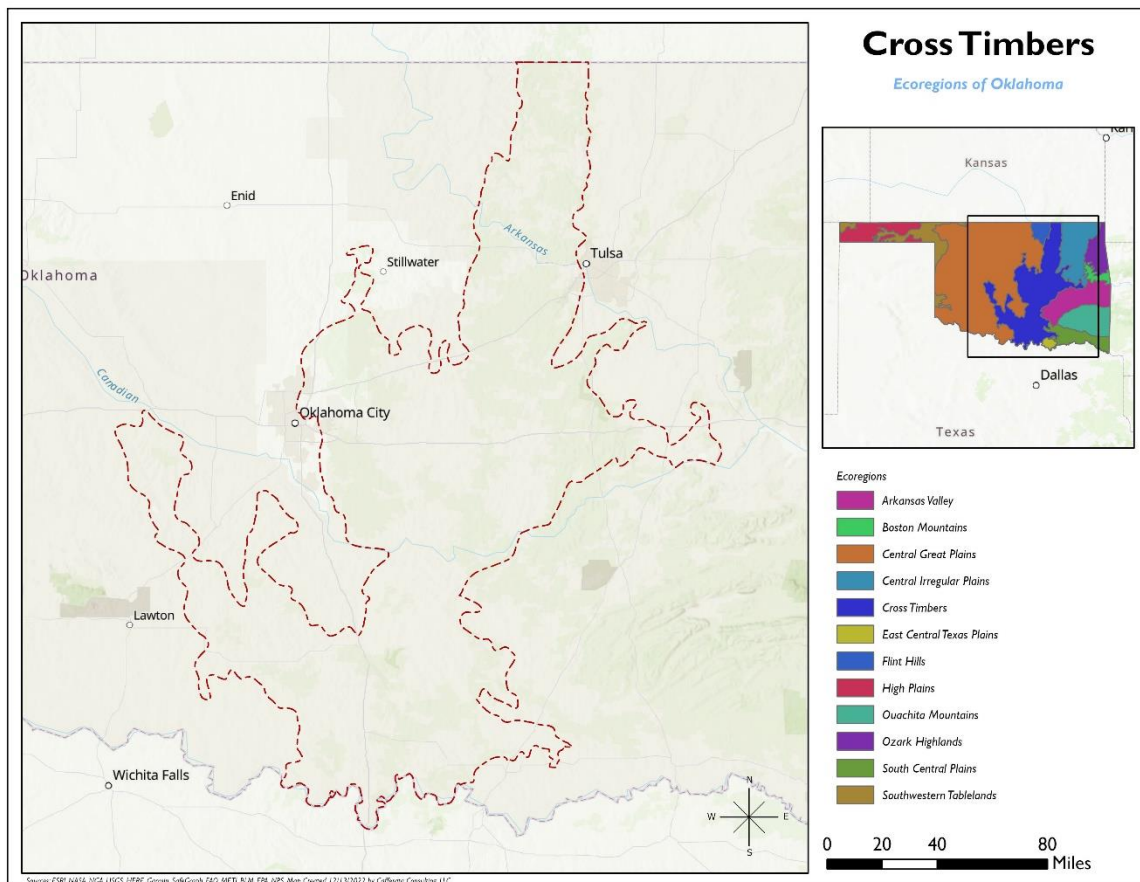 Cross Timbers
Ecoregions of Oklahoma
Enid
Stillwater
Arkansas
Tulsa
Oklahoma
Canadian
Oklahoma City
Lawton
Wichita Falls
N
W E
S
Kansas
Dallas
Texas
Ecoregions
Arkansas Valley
Boston Mountains
Central Great Plains
Central Irregular Plains
Cross Timbers
East Central Texas Plains
Flint Hills
High Plains
Ouachita Mountains
Ozark Highlands
South Central Plains
Southwestern Tablelands
0 20 40 80
Miles